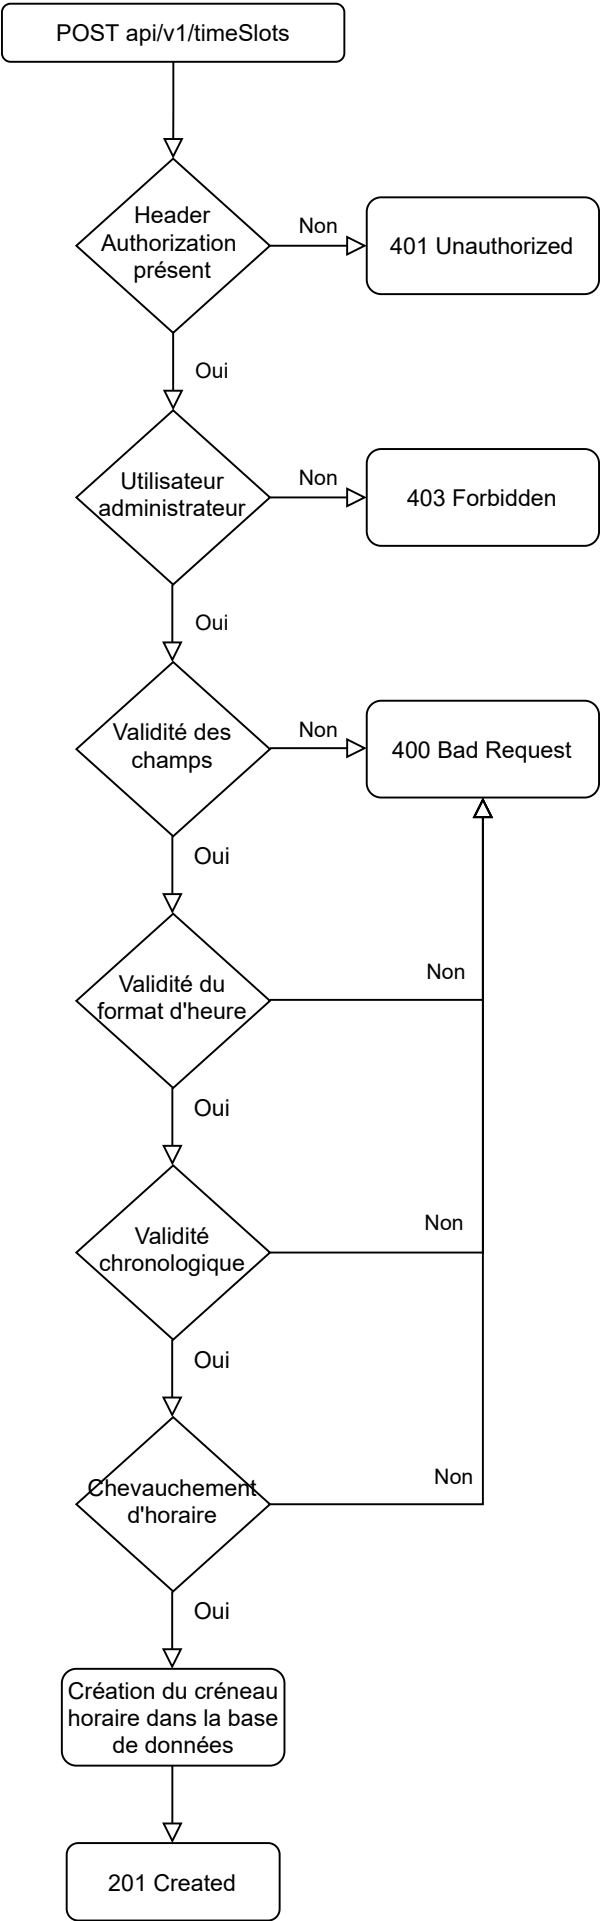 POST api/v1/timeSlots
Header
Authorization
présent
Non
401 Unauthorized
Oui
Utilisateur
administrateur
Non
403 Forbidden
Oui
Validité des
champs
Non
400 Bad Request
Oui
Validité du
format d'heure
Non
Oui
Validité
chronologique
Non
Oui
Chevauchement
d'horaire
Non
Oui
Création du créneau
horaire dans la base
de données
201 Created